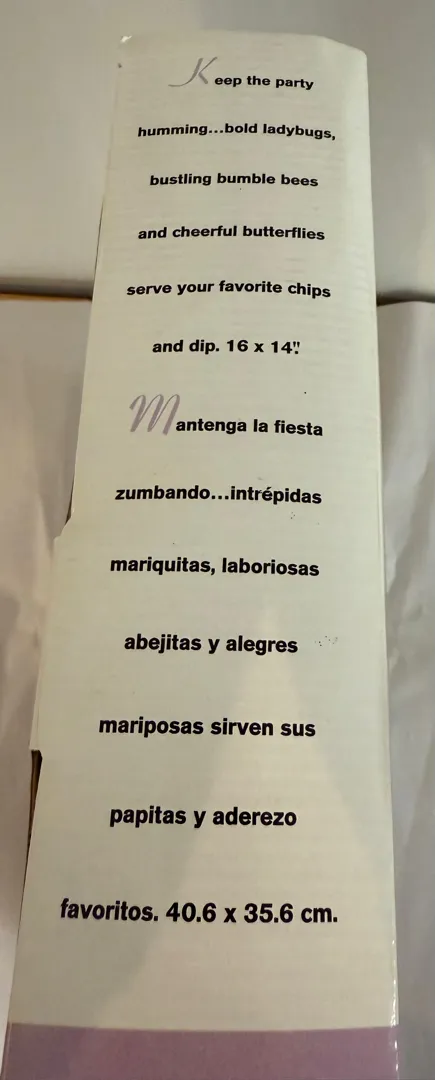 Keep the party
humming...bold ladybugs,
bustling bumble bees
and cheerful butterflies
serve your favorite chips
and dip. 16 x 14".
Mantenga la fiesta
zumbando...intrépidas
mariquitas, laboriosas
abejitas y alegres
mariposas sirven sus
papitas y aderezo
favoritos. 40.6 x 35.6 cm.